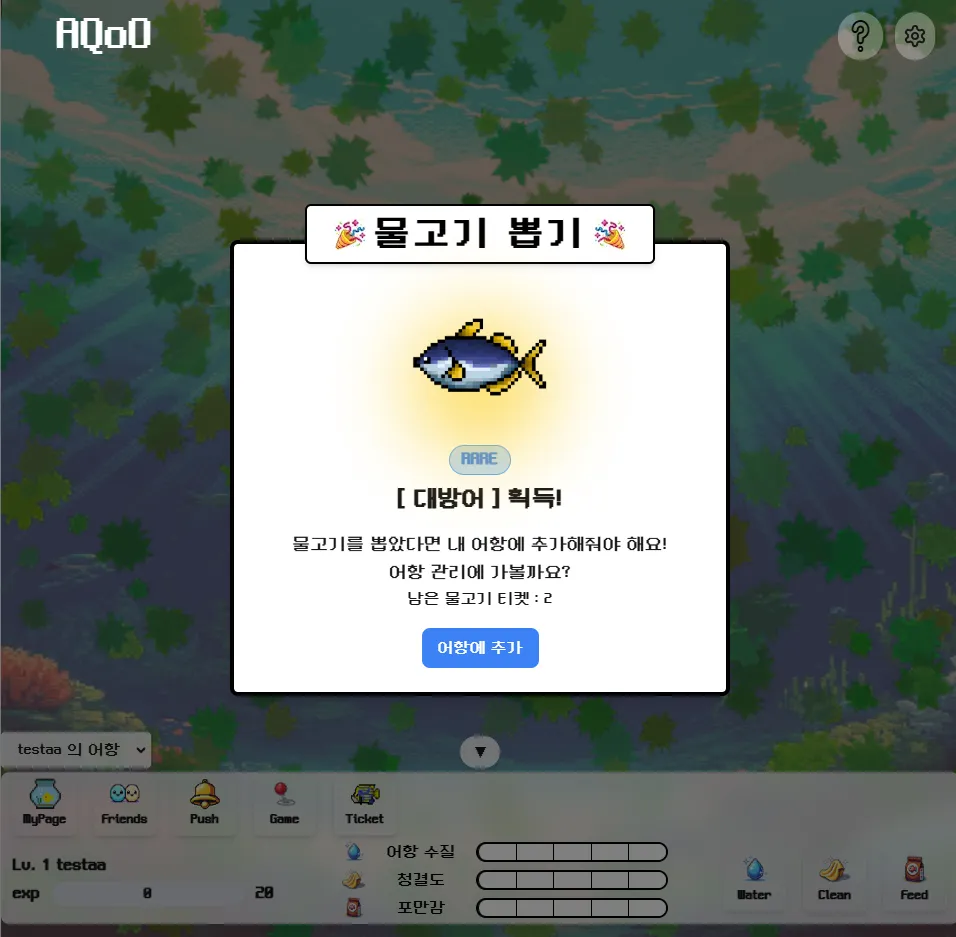 AQoO
?
물고기 뽑기
RARE
[ 대방어 ] 획득!
물고기를 뽑았다면 내 어항에 추가해줘야 해요!
어항 관리에 가볼까요?
남은 물고기 티켓 : 2
어항에 추가
testaa 의 어항
▼
MyPage
Friends
Push
Game
Ticket
Lv. 1 testaa
exp 0 20
어항 수질
청결도
포만감
Water
Clean
Feed